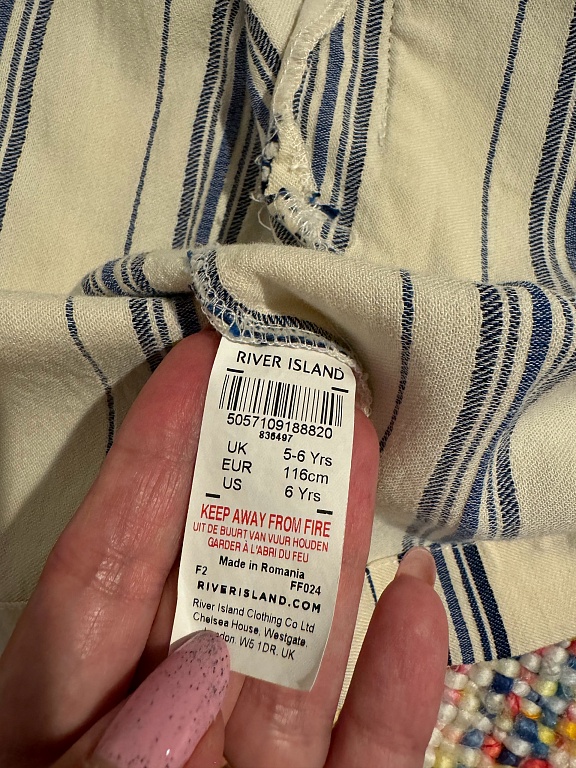 RIVER ISLAND
5057109188820
836497
UK 5-6 Yrs
EUR 116cm
US 6 Yrs
KEEP AWAY FROM FIRE
UIT DE BUURT VAN VUUR HOUDEN
GARDER À L'ABRI DU FEU
Made in Romania
F2 FF024
RIVERISLAND.COM
River Island Clothing Co Ltd
Chelsea House, Westgate,
W5 1DR. UK